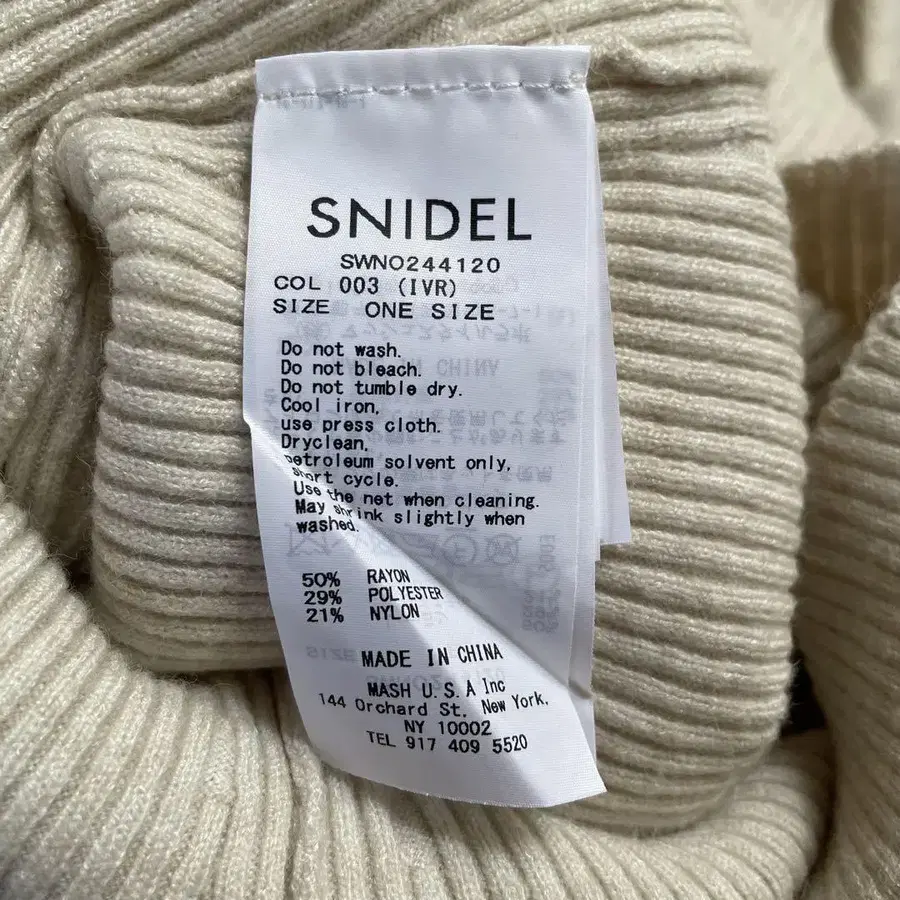 SNIDEL
SWNO244120
COL 003 (IVR)
SIZE ONE SIZE
Do not wash.
Do not bleach.
Do not tumble dry.
Cool iron,
use press cloth.
Dryclean,
petroleum solvent only,
short cycle.
Use the net when cleaning.
May shrink slightly when
washed.
50% RAYON
29% POLYESTER
21% NYLON
MADE IN CHINA
MASH U.S.A Inc
144 Orchard St, New York,
NY 10002
TEL 917 409 5520